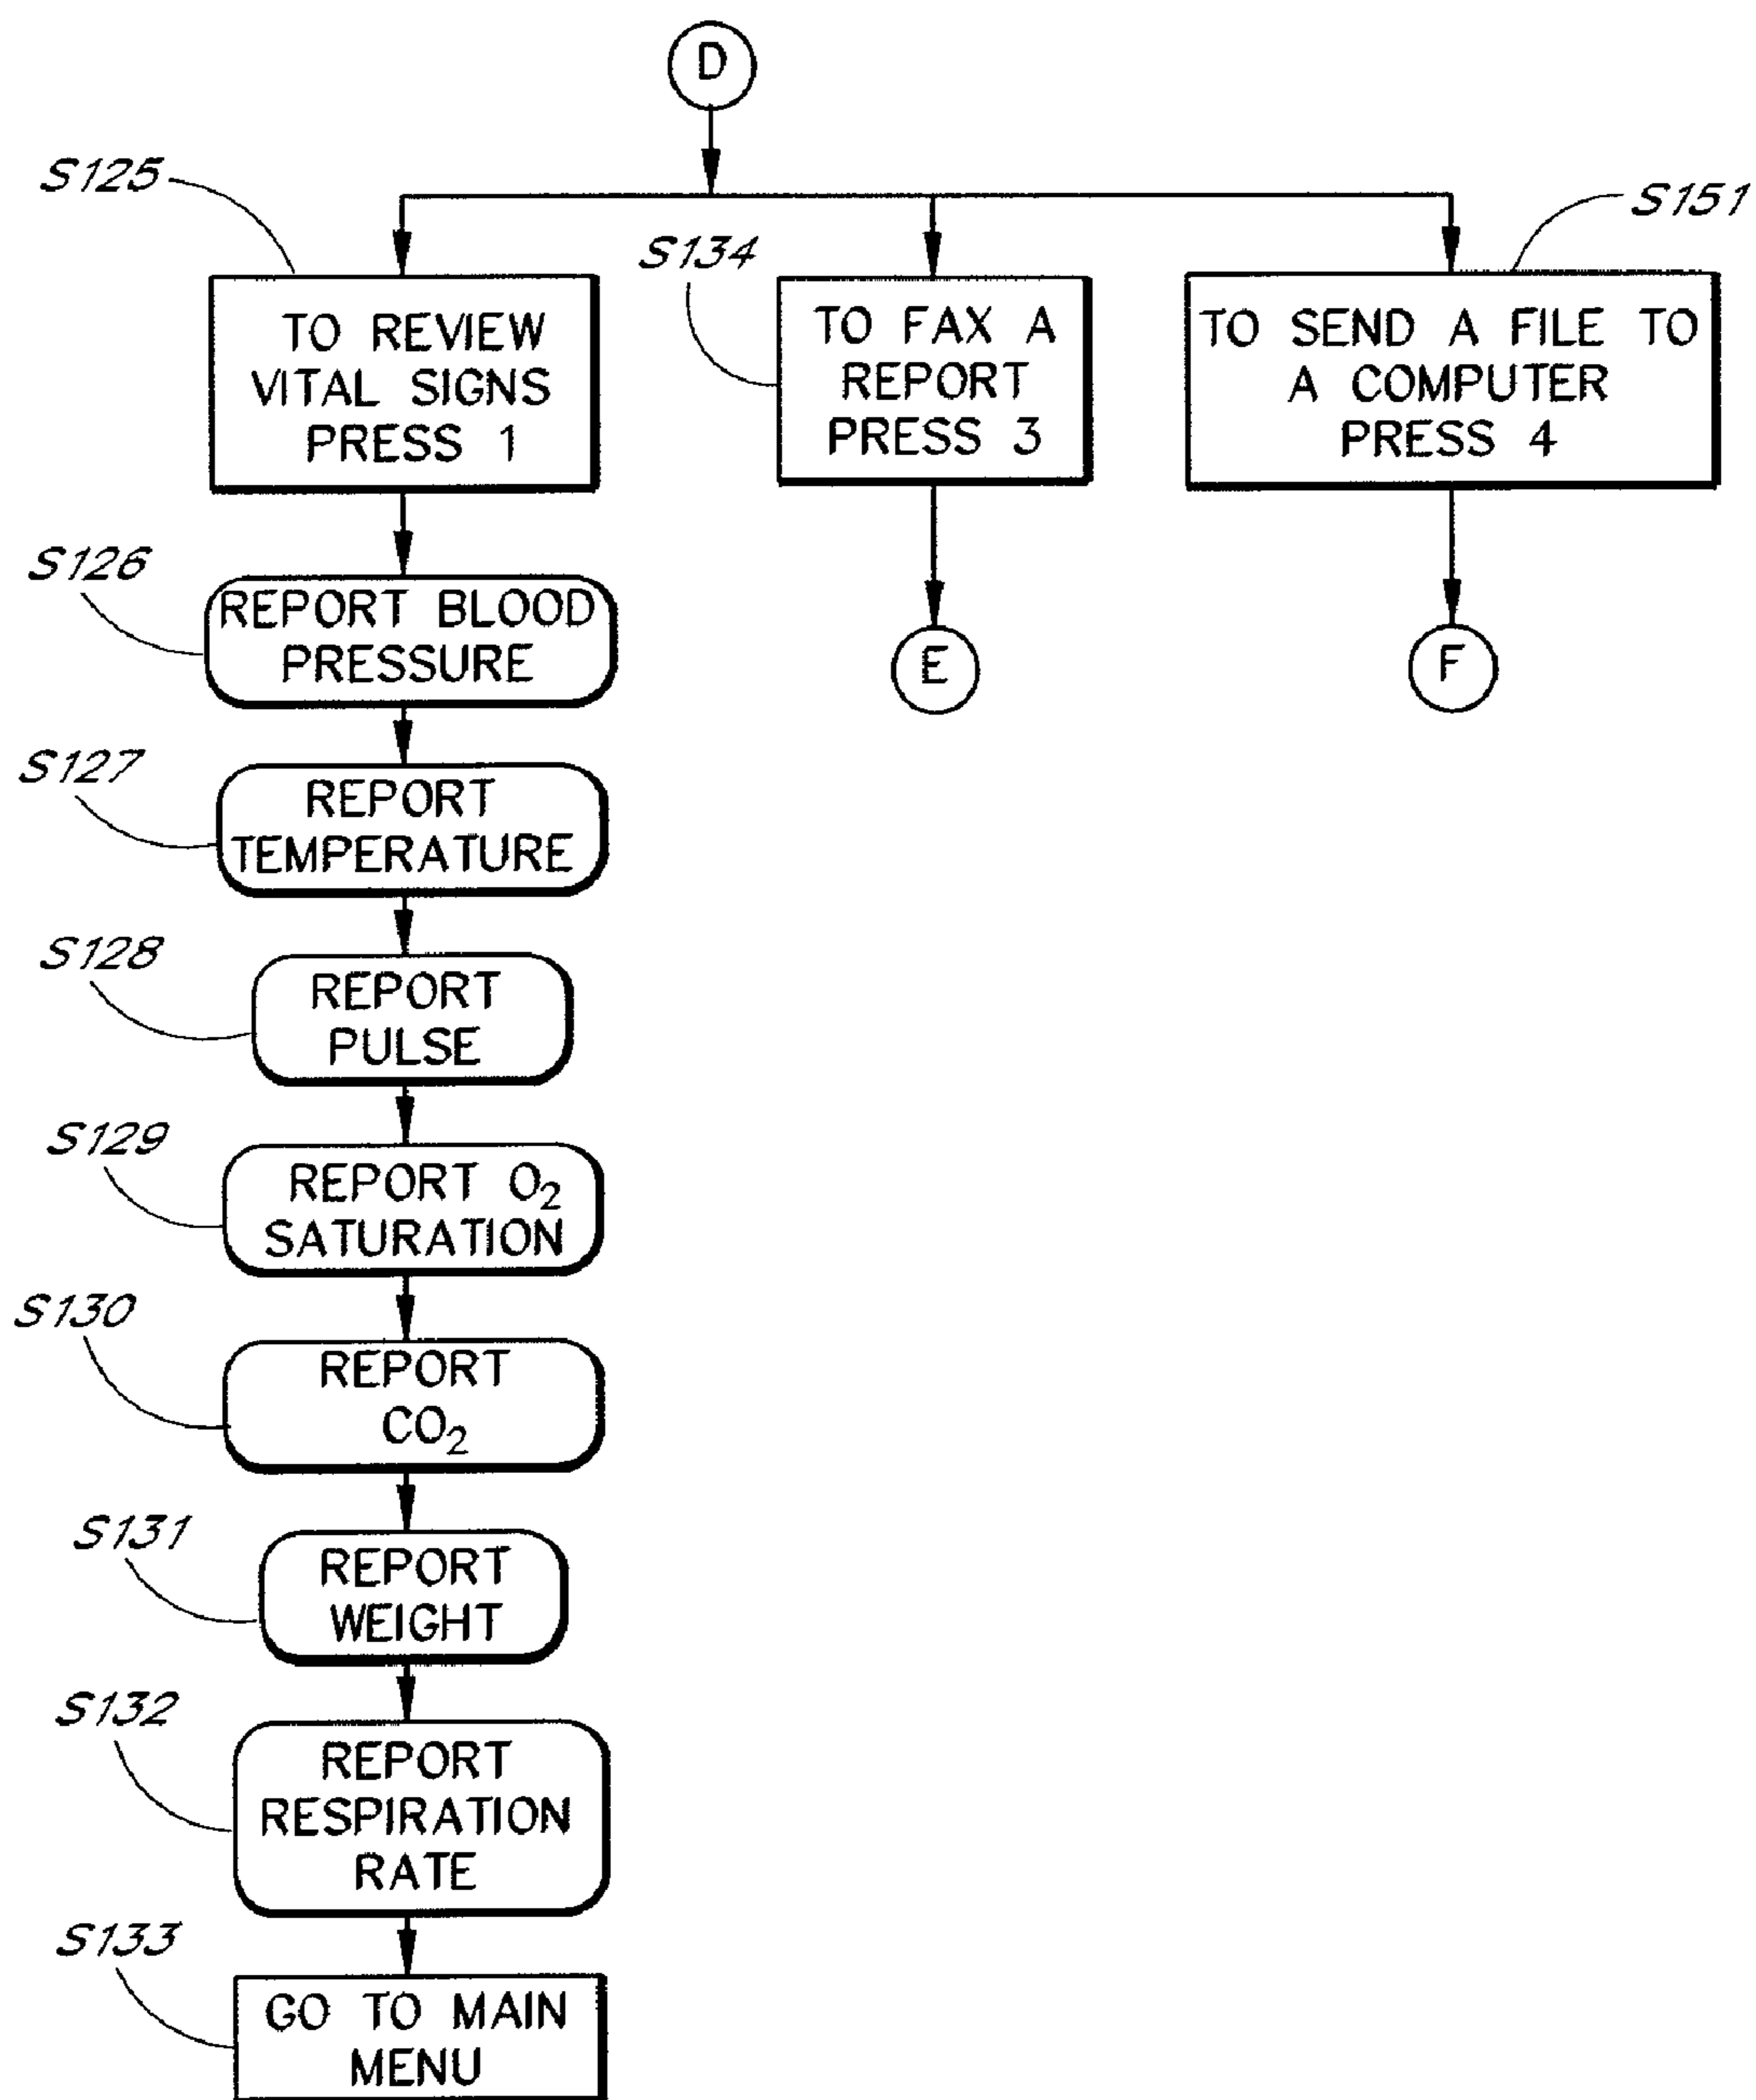 D
S125
TO REVIEW
VITAL SIGNS
PRESS 1
S134
TO FAX A
REPORT
PRESS 3
S151
TO SEND A FILE TO
A COMPUTER
PRESS 4
E
F
S126
REPORT BLOOD
PRESSURE
S127
REPORT
TEMPERATURE
S128
REPORT
PULSE
S129
REPORT O₂
SATURATION
S130
REPORT
CO₂
S131
REPORT
WEIGHT
S132
REPORT
RESPIRATION
RATE
S133
GO TO MAIN
MENU